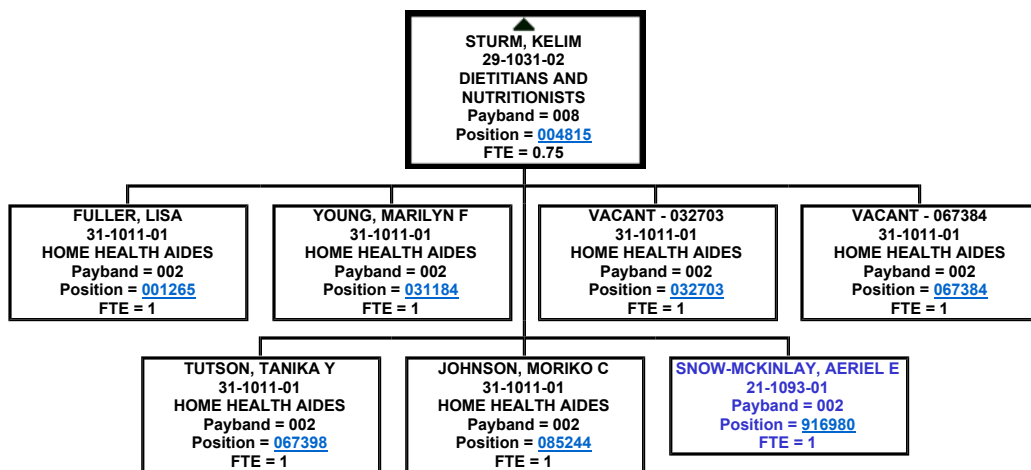 STURM, KELIM
29-1031-02
DIETITIANS AND
NUTRITIONISTS
Payband = 008
Position = 004815
FTE = 0.75
FULLER, LISA
31-1011-01
HOME HEALTH AIDES
Payband = 002
Position = 001265
FTE = 1
YOUNG, MARILYN F
31-1011-01
HOME HEALTH AIDES
Payband = 002
Position = 031184
FTE = 1
VACANT - 032703
31-1011-01
HOME HEALTH AIDES
Payband = 002
Position = 032703
FTE = 1
VACANT - 067384
31-1011-01
HOME HEALTH AIDES
Payband = 002
Position = 067384
FTE = 1
TUTSON, TANIKA Y
31-1011-01
HOME HEALTH AIDES
Payband = 002
Position = 067398
FTE = 1
JOHNSON, MORIKO C
31-1011-01
HOME HEALTH AIDES
Payband = 002
Position = 085244
FTE = 1
SNOW-MCKINLAY, AERIEL E
21-1093-01
Payband = 002
Position = 916980
FTE = 1